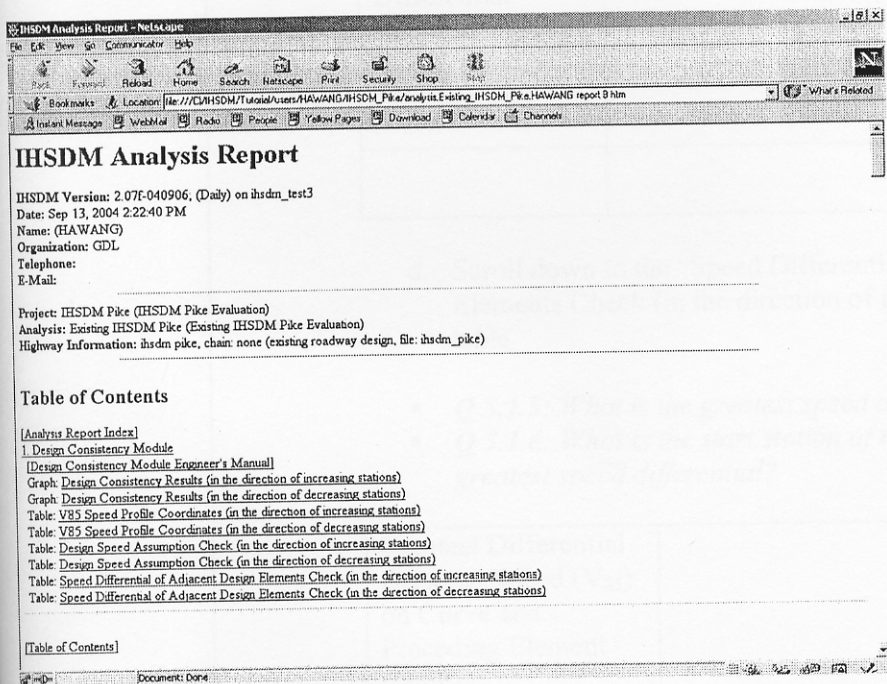 IHSDM Analysis Report - Netscape
File Edit View Go Communicator Help
Back Forward Reload Home Search Netscape Print Security Shop Stop
Bookmarks Location: file:///C|/IHSDM/Tutorial/users/HAWANG/IHSDM_Pike/analysis.Existing_IHSDM_Pike.HAWANG report 9.htm What's Related
Instant Message WebMail Radio People Yellow Pages Download Calendar Channels
IHSDM Analysis Report
IHSDM Version: 2.07f-040906; (Daily) on ihsdm_test3
Date: Sep 13, 2004 2:22:40 PM
Name: (HAWANG)
Organization: GDL
Telephone:
E-Mail:
Project: IHSDM Pike (IHSDM Pike Evaluation)
Analysis: Existing IHSDM Pike (Existing IHSDM Pike Evaluation)
Highway Information: ihsdm pike, chain: none (existing roadway design, file: ihsdm_pike)
Table of Contents
[Analysis Report Index]
1. Design Consistency Module
[Design Consistency Module Engineer's Manual]
Graph: Design Consistency Results (in the direction of increasing stations)
Graph: Design Consistency Results (in the direction of decreasing stations)
Table: V85 Speed Profile Coordinates (in the direction of increasing stations)
Table: V85 Speed Profile Coordinates (in the direction of decreasing stations)
Table: Design Speed Assumption Check (in the direction of increasing stations)
Table: Design Speed Assumption Check (in the direction of decreasing stations)
Table: Speed Differential of Adjacent Design Elements Check (in the direction of increasing stations)
Table: Speed Differential of Adjacent Design Elements Check (in the direction of decreasing stations)
[Table of Contents]
Document: Done